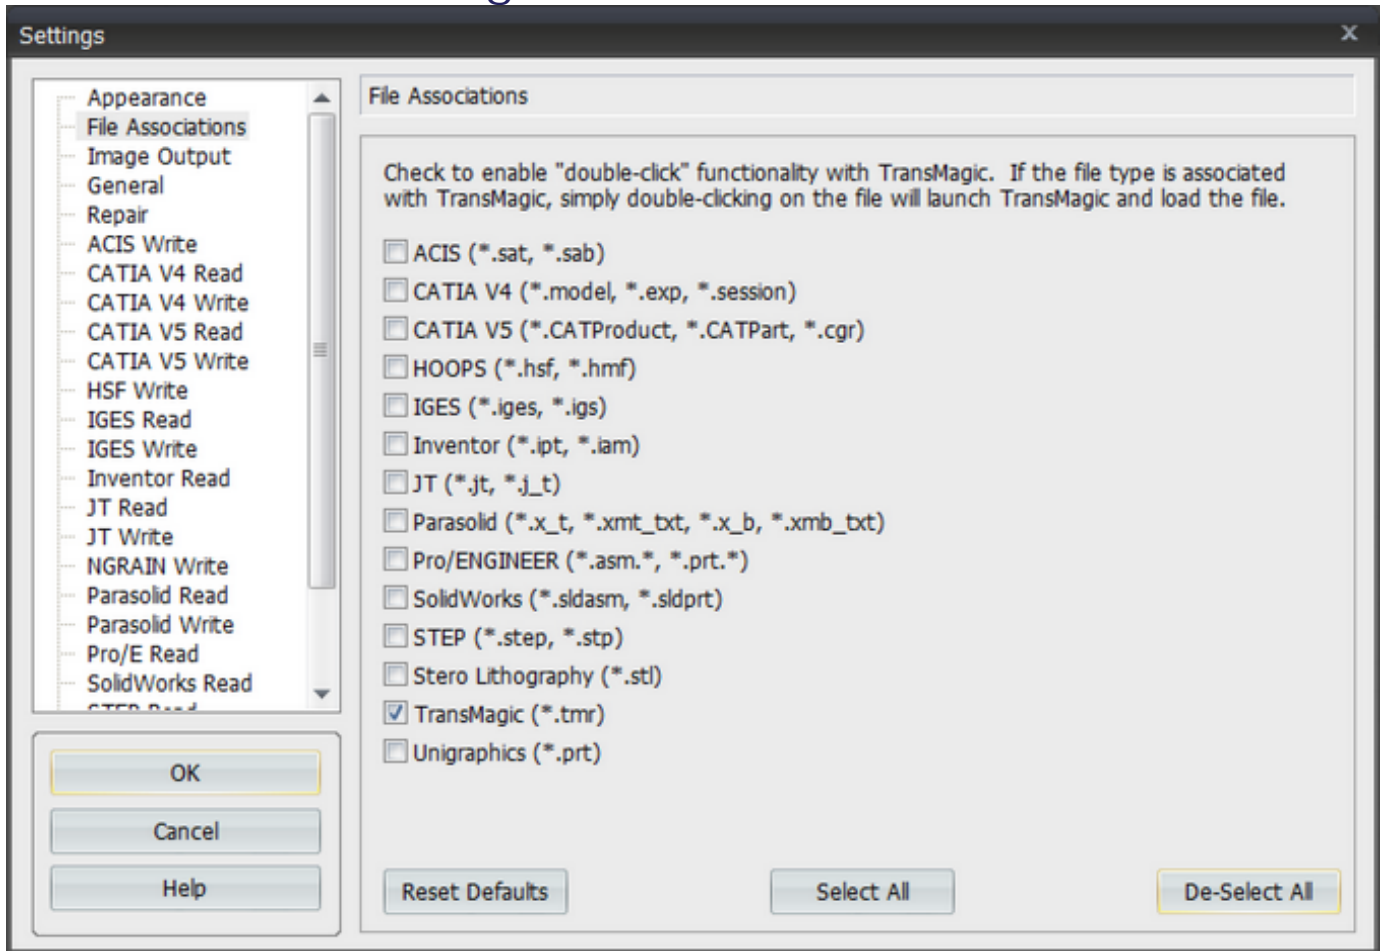 Settings
x
Appearance
File Associations
Image Output
General
Repair
ACIS Write
CATIA V4 Read
CATIA V4 Write
CATIA V5 Read
CATIA V5 Write
HSF Write
IGES Read
IGES Write
Inventor Read
JT Read
JT Write
NGRAIN Write
Parasolid Read
Parasolid Write
Pro/E Read
SolidWorks Read
STEP Read
OK
Cancel
Help
File Associations
Check to enable "double-click" functionality with TransMagic. If the file type is associated
with TransMagic, simply double-clicking on the file will launch TransMagic and load the file.
ACIS (*.sat, *.sab)
CATIA V4 (*.model, *.exp, *.session)
CATIA V5 (*.CATProduct, *.CATPart, *.cgr)
HOOPS (*.hsf, *.hmf)
IGES (*.iges, *.igs)
Inventor (*.ipt, *.iam)
JT (*.jt, *.j_t)
Parasolid (*.x_t, *.xmt_txt, *.x_b, *.xmb_txt)
Pro/ENGINEER (*.asm.*, *.prt.*)
SolidWorks (*.sldasm, *.sldprt)
STEP (*.step, *.stp)
Stero Lithography (*.stl)
TransMagic (*.tmr)
Unigraphics (*.prt)
Reset Defaults
Select All
De-Select All